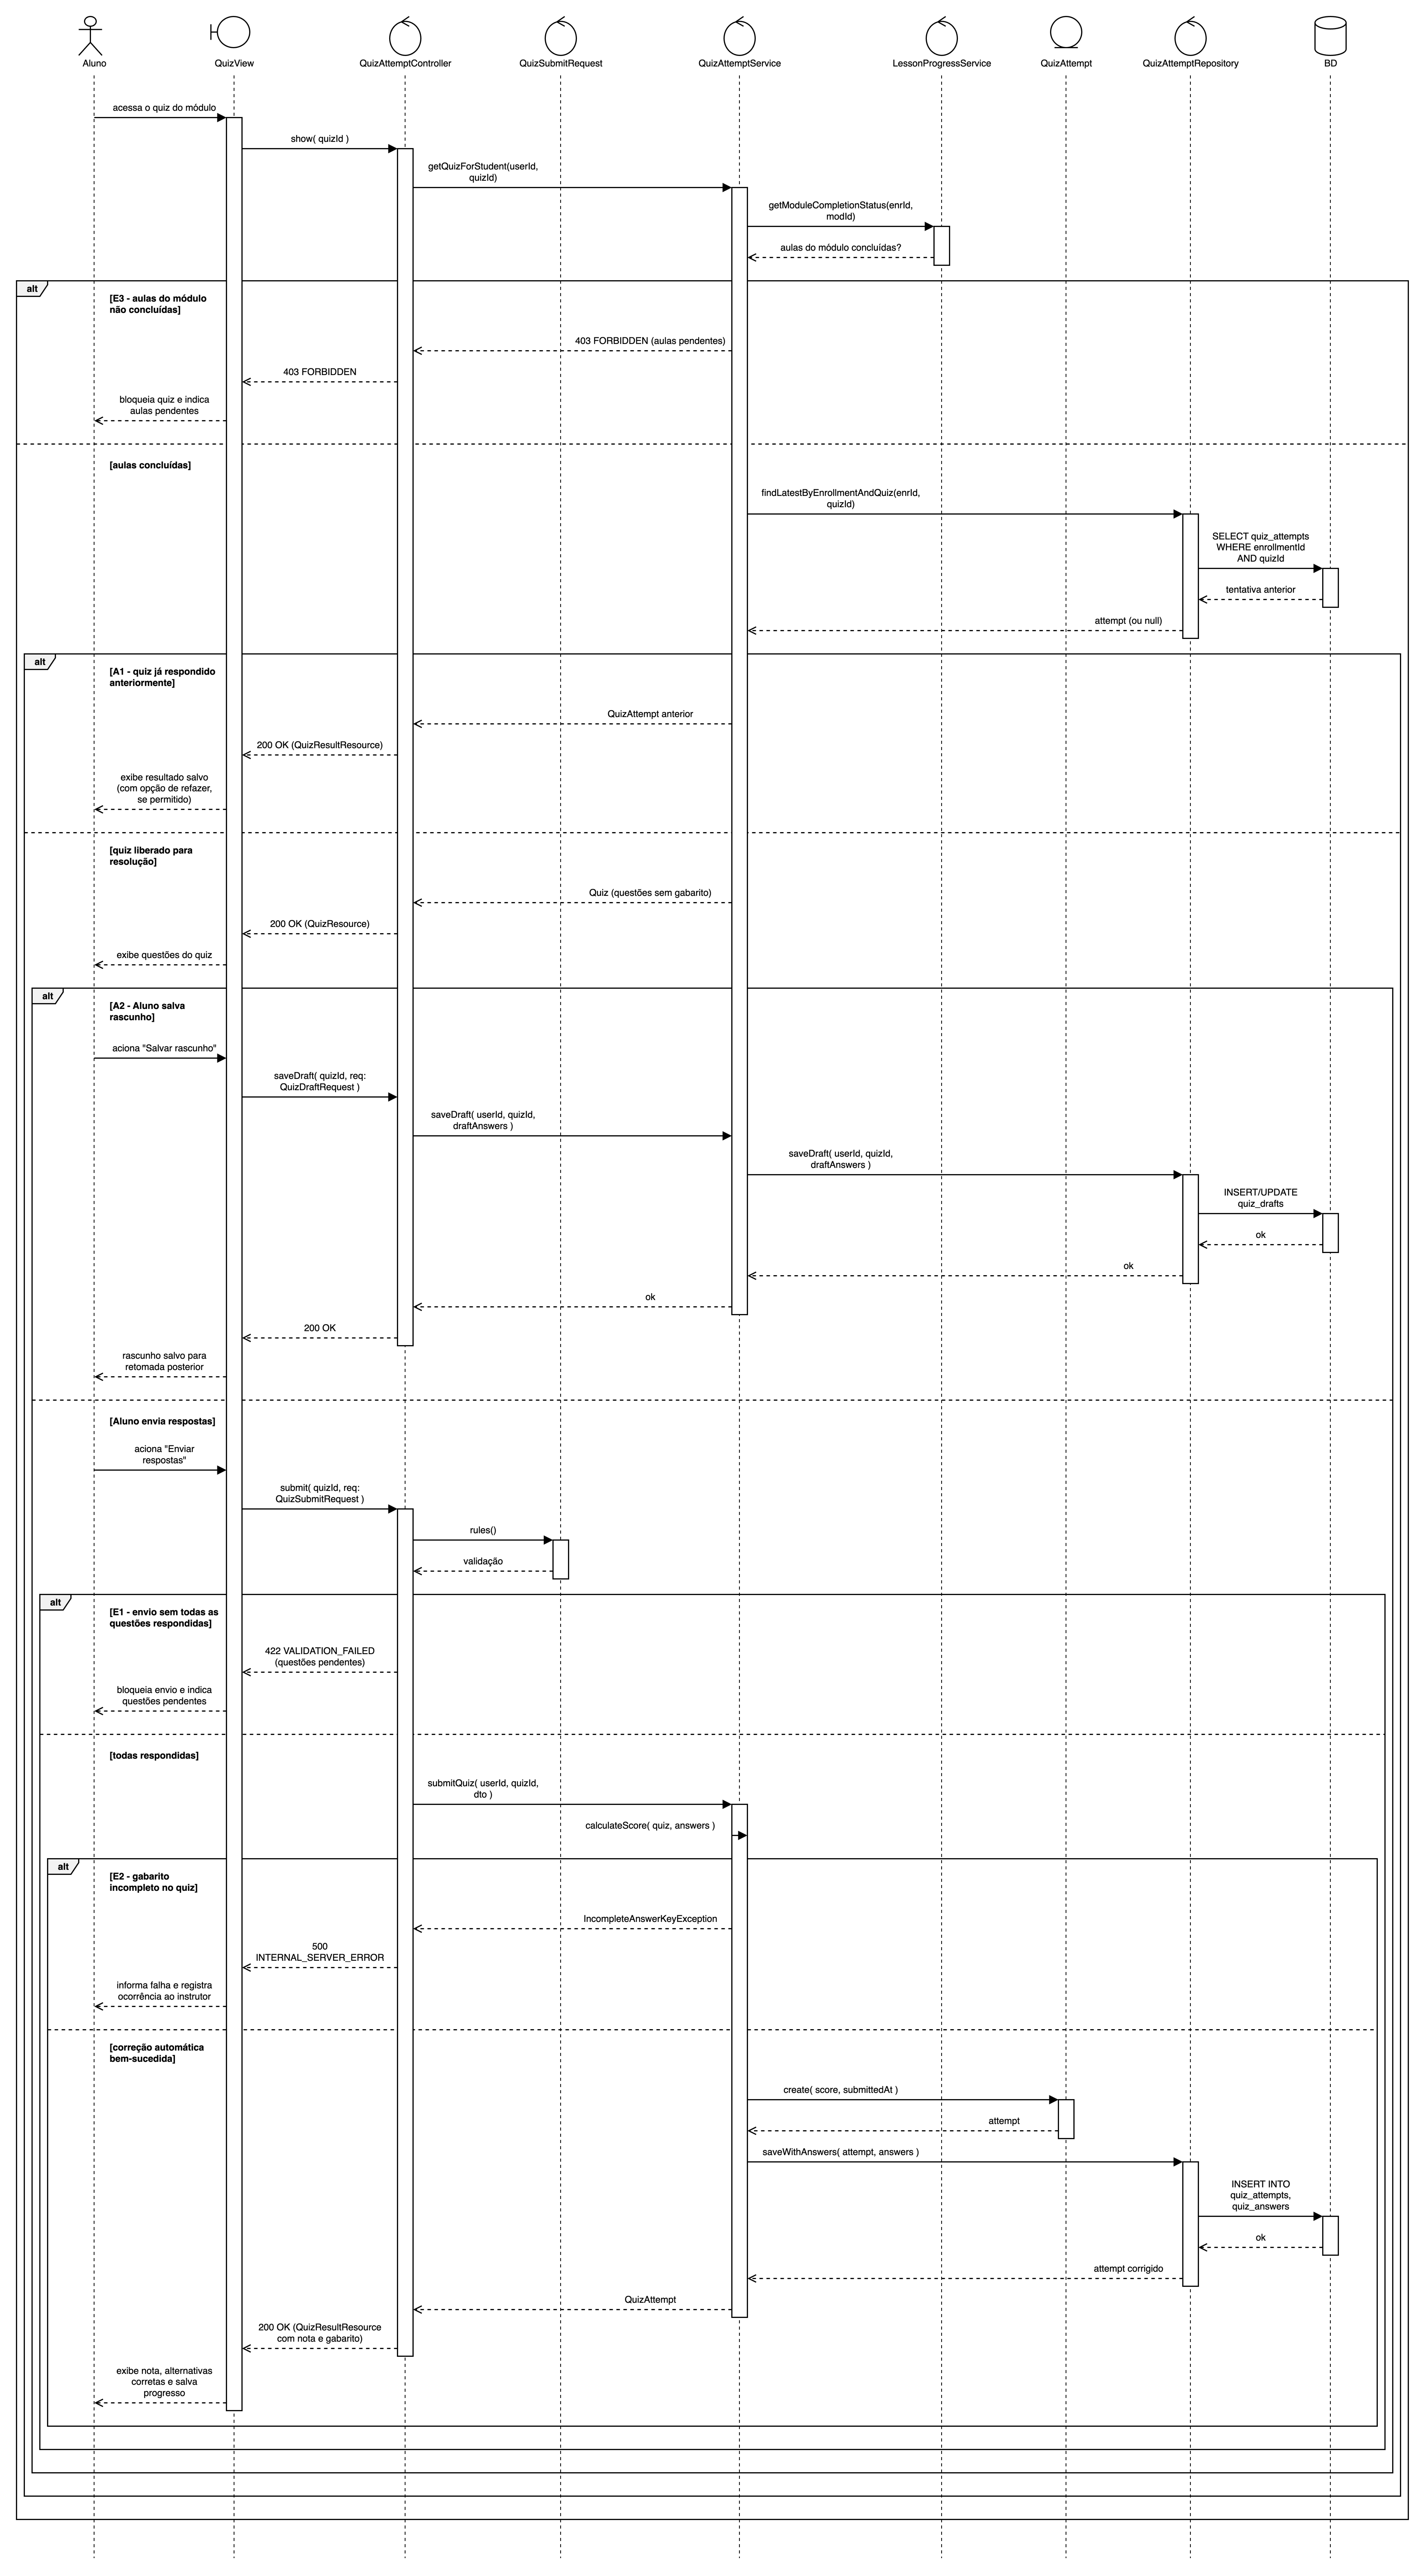 Aluno
QuizView
QuizAttemptController
QuizSubmitRequest
QuizAttemptService
LessonProgressService
QuizAttempt
QuizAttemptRepository
BD
acessa o quiz do módulo
show( quizId )
getQuizForStudent(userId,
quizId)
getModuleCompletionStatus(enrId,
modId)
aulas do módulo concluídas?
alt
[E3 - aulas do módulo
não concluídas]
403 FORBIDDEN (aulas pendentes)
403 FORBIDDEN
bloqueia quiz e indica
aulas pendentes
[aulas concluídas]
findLatestByEnrollmentAndQuiz(enrId,
quizId)
SELECT quiz_attempts
WHERE enrollmentId
AND quizId
tentativa anterior
attempt (ou null)
alt
[A1 - quiz já respondido
anteriormente]
QuizAttempt anterior
200 OK (QuizResultResource)
exibe resultado salvo
(com opção de refazer,
se permitido)
[quiz liberado para
resolução]
Quiz (questões sem gabarito)
200 OK (QuizResource)
exibe questões do quiz
alt
[A2 - Aluno salva
rascunho]
aciona "Salvar rascunho"
saveDraft( quizId, req:
QuizDraftRequest )
saveDraft( userId, quizId,
draftAnswers )
saveDraft( userId, quizId,
draftAnswers )
INSERT/UPDATE
quiz_drafts
ok
ok
ok
200 OK
rascunho salvo para
retomada posterior
[Aluno envia respostas]
aciona "Enviar
respostas"
submit( quizId, req:
QuizSubmitRequest )
rules()
validação
alt
[E1 - envio sem todas as
questões respondidas]
422 VALIDATION_FAILED
(questões pendentes)
bloqueia envio e indica
questões pendentes
[todas respondidas]
submitQuiz( userId, quizId,
dto )
calculateScore( quiz, answers )
alt
[E2 - gabarito
incompleto no quiz]
IncompleteAnswerKeyException
500
INTERNAL_SERVER_ERROR
informa falha e registra
ocorrência ao instrutor
[correção automática
bem-sucedida]
create( score, submittedAt )
attempt
saveWithAnswers( attempt, answers )
INSERT INTO
quiz_attempts,
quiz_answers
ok
attempt corrigido
QuizAttempt
200 OK (QuizResultResource
com nota e gabarito)
exibe nota, alternativas
corretas e salva
progresso